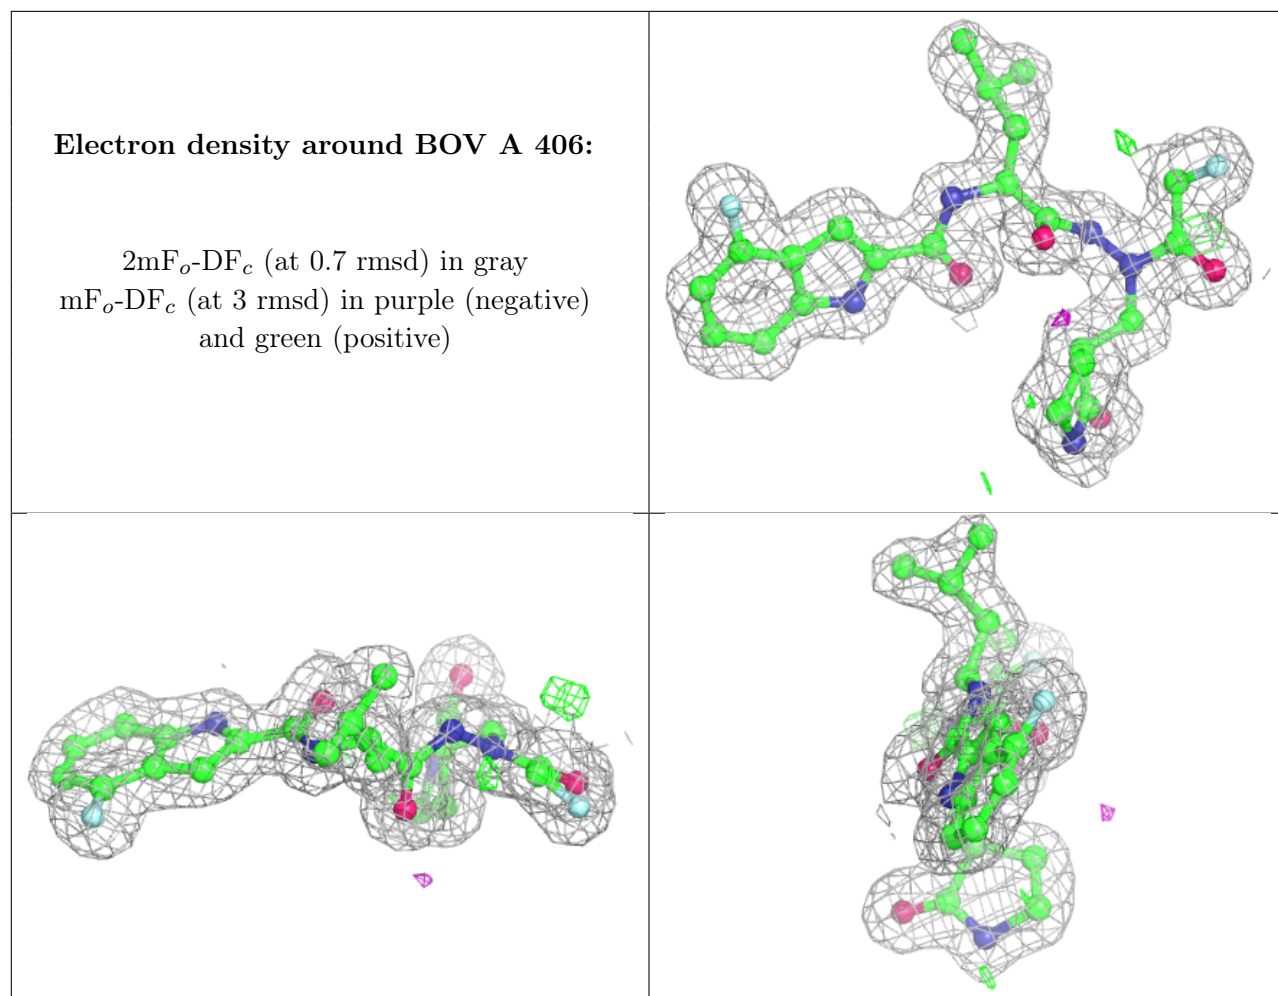 Electron density around BOV A 406:
2mFo-DFc (at 0.7 rmsd) in gray
mFo-DFc (at 3 rmsd) in purple (negative)
and green (positive)